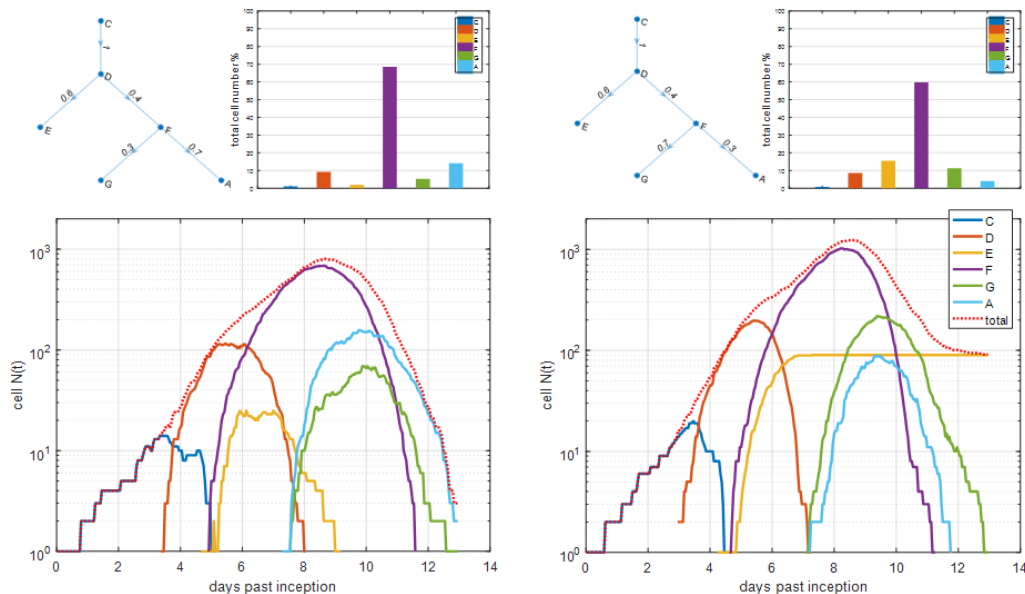 C
1
D
0.6
0.4
E
F
0.3
0.7
G
A
total cell number %
100
90
80
70
60
50
40
30
20
10
0
C
D
E
F
G
A
C
1
D
0.6
0.4
E
F
0.7
0.3
G
A
total cell number %
100
90
80
70
60
50
40
30
20
10
0
C
D
E
F
G
A
cell N(t)
10³
10²
10¹
10⁰
0 2 4 6 8 10 12 14
days past inception
cell N(t)
10³
10²
10¹
10⁰
0 2 4 6 8 10 12 14
days past inception
C
D
E
F
G
A
total